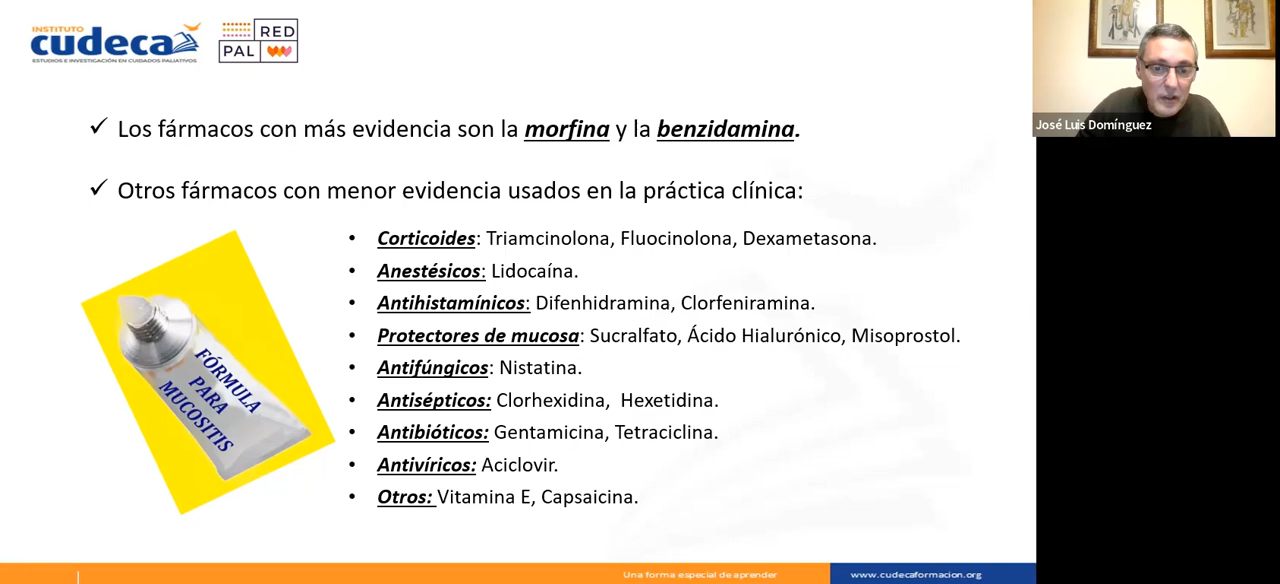 INSTITUTO
cudeca
ESTUDIOS E INVESTIGACIÓN EN CUIDADOS PALIATIVOS
RED
PAL
José Luis Domínguez
✓ Los fármacos con más evidencia son la morfina y la benzidamina.
✓ Otros fármacos con menor evidencia usados en la práctica clínica:
• Corticoides: Triamcinolona, Fluocinolona, Dexametasona.
• Anestésicos: Lidocaína.
• Antihistamínicos: Difenhidramina, Clorfeniramina.
• Protectores de mucosa: Sucralfato, Ácido Hialurónico, Misoprostol.
• Antifúngicos: Nistatina.
• Antisépticos: Clorhexidina, Hexetidina.
• Antibióticos: Gentamicina, Tetraciclina.
• Antivíricos: Aciclovir.
• Otros: Vitamina E, Capsaicina.
FÓRMULA
PARA
MUCOSITIS
Una forma especial de aprender
www.cudecaformacion.org